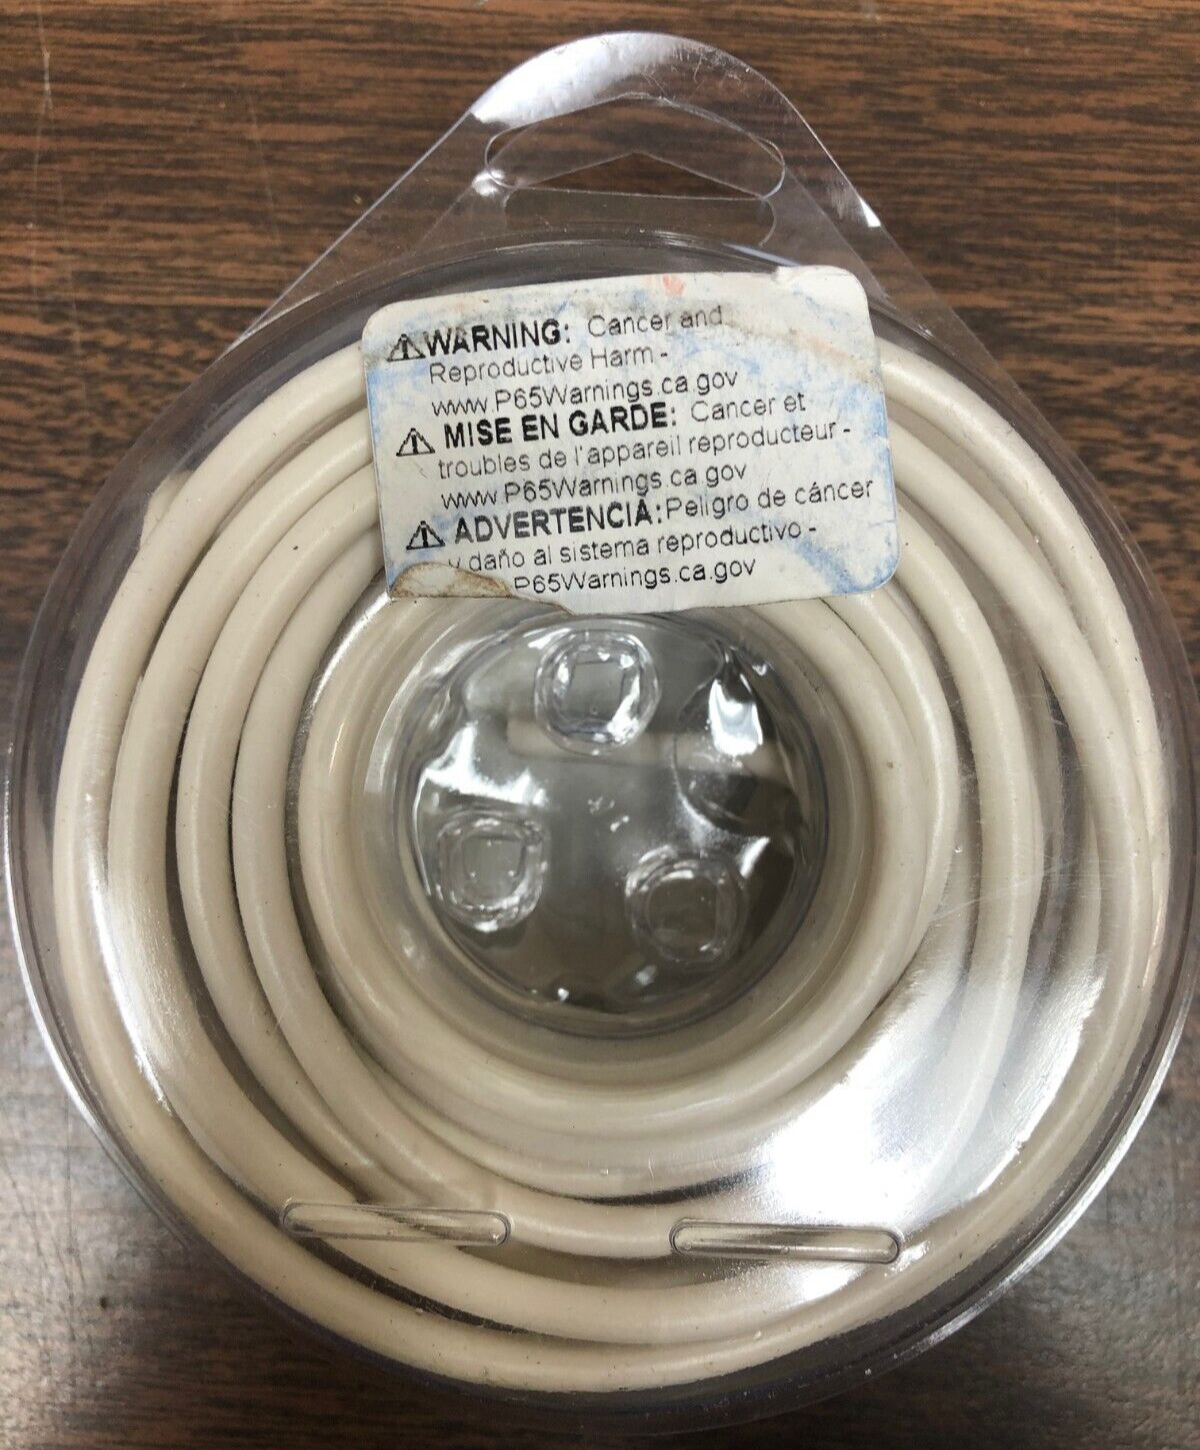 ⚠WARNING: Cancer and
Reproductive Harm -
www.P65Warnings.ca.gov
⚠ MISE EN GARDE: Cancer et
troubles de l'appareil reproducteur -
www.P65Warnings.ca.gov
⚠ ADVERTENCIA: Peligro de cáncer
y daño al sistema reproductivo -
P65Warnings.ca.gov